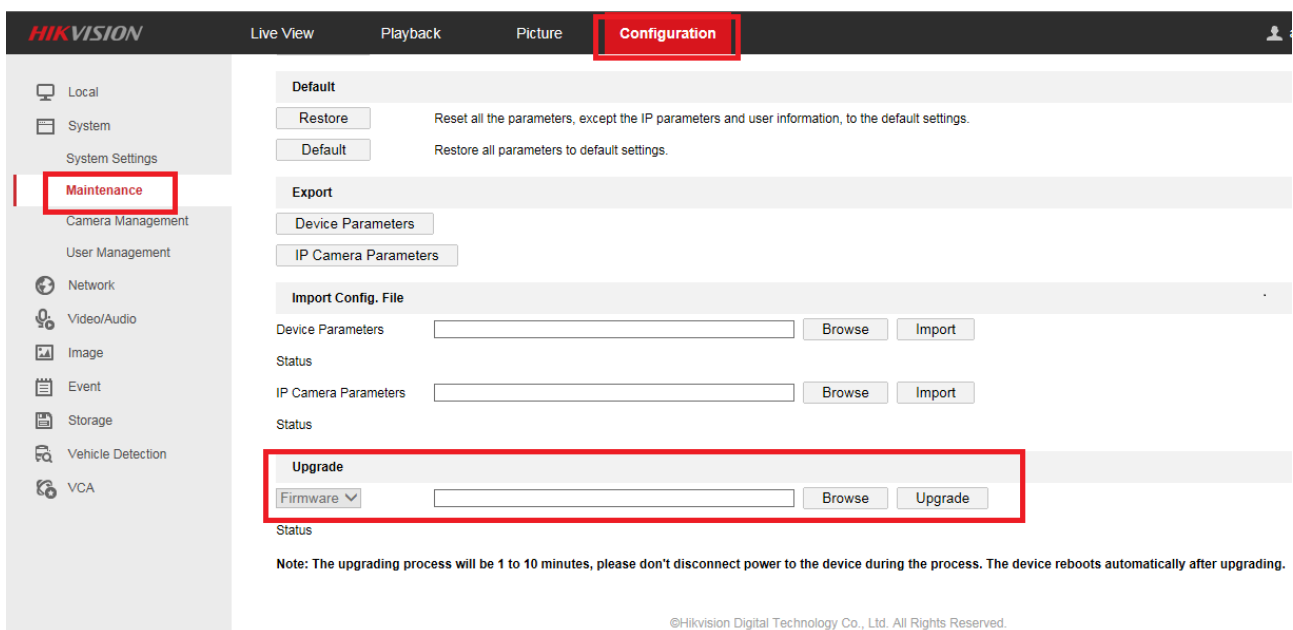 HIKVISION Live View Playback Picture Configuration
Local
System
System Settings
Maintenance
Camera Management
User Management
Network
Video/Audio
Image
Event
Storage
Vehicle Detection
VCA
Default
Restore Reset all the parameters, except the IP parameters and user information, to the default settings.
Default Restore all parameters to default settings.
Export
Device Parameters
IP Camera Parameters
Import Config. File
Device Parameters Browse Import
Status
IP Camera Parameters Browse Import
Status
Upgrade
Firmware Browse Upgrade
Status
Note: The upgrading process will be 1 to 10 minutes, please don't disconnect power to the device during the process. The device reboots automatically after upgrading.
©Hikvision Digital Technology Co., Ltd. All Rights Reserved.